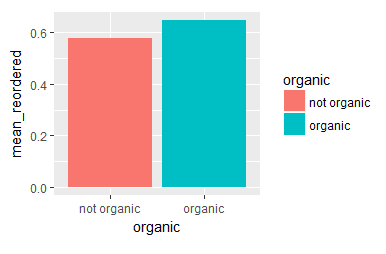 mean_reordered
0.6
0.4
0.2
0.0
not organic
organic
organic
organic
not organic
organic